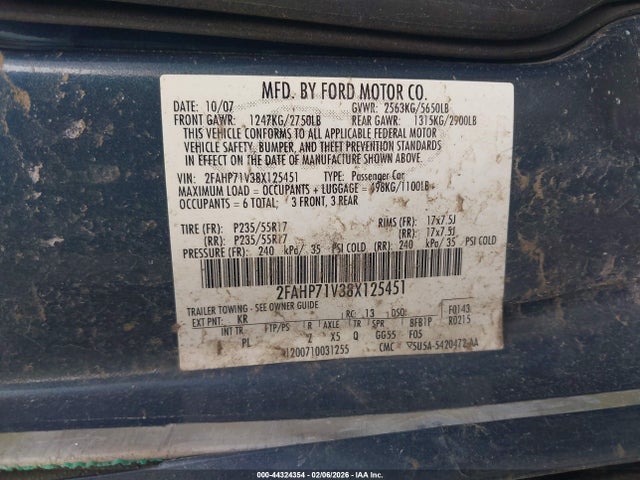 MFD. BY FORD MOTOR CO.
DATE: 10/07 GVWR: 2563KG/5650LB
FRONT GAWR: 1247KG/2750LB REAR GAWR: 1315KG/2900LB
THIS VEHICLE CONFORMS TO ALL APPLICABLE FEDERAL MOTOR
VEHICLE SAFETY, BUMPER, AND THEFT PREVENTION STANDARDS
IN EFFECT ON THE DATE OF MANUFACTURE SHOWN ABOVE.
VIN: 2FAHP71V38X125451 TYPE: Passenger Car
MAXIMUM LOAD = OCCUPANTS + LUGGAGE = 498KG/1100LB
OCCUPANTS = 6 TOTAL; 3 FRONT, 3 REAR
TIRE (FR): P235/55R17 RIMS (FR): 17x7.5J
(RR): P235/55R17 (RR): 17x7.5J
PRESSURE (FR): 240 kPa/ 35 PSI COLD (RR): 240 kPa/ 35 PSI COLD
2FAHP71V38X125451
TRAILER TOWING - SEE OWNER GUIDE
EXT PNT: KR RC: 13 DSO: F0143
INT TR TP/PS R AXLE TR SPR BFB1P R0215
PL 2 X5 Q GG55 F05
1200710031255 CMC 5U5A-5420472-AA
000-44324354 | 02/06/2026 - IAA